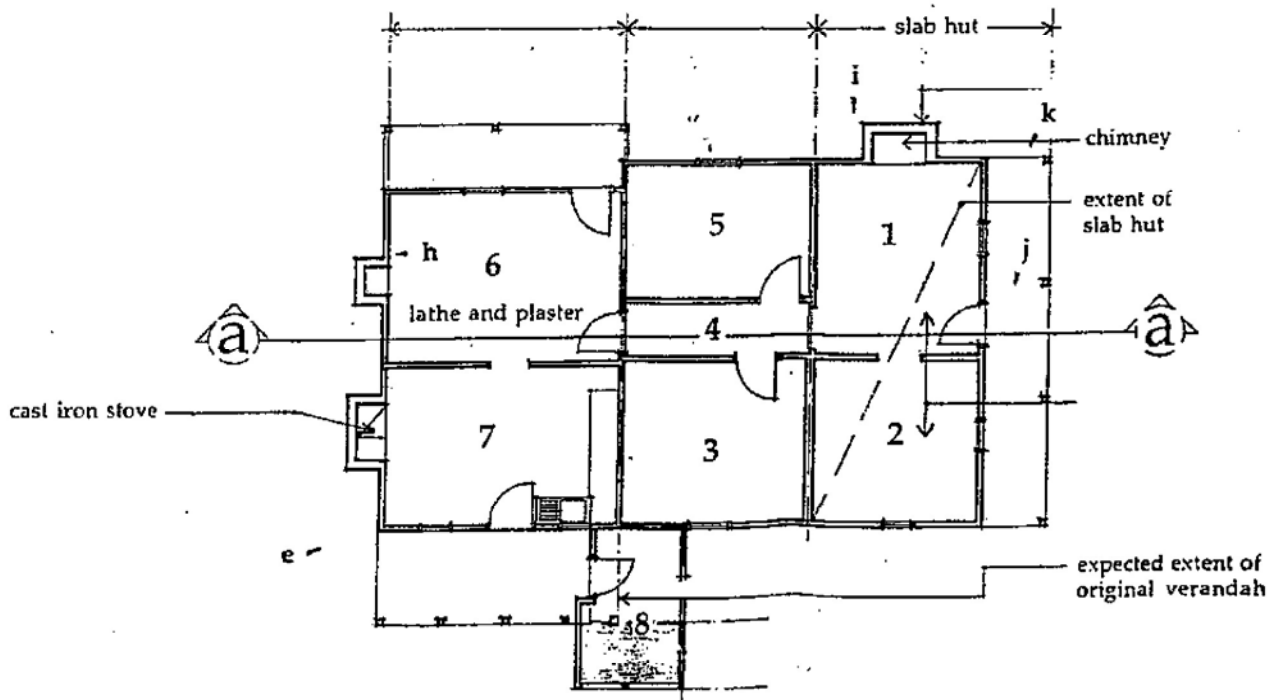 slab hut
i
k
chimney
extent of
slab hut
5
1
h
6
j
lathe and plaster
4
a
a
cast iron stove
7
3
2
e
expected extent of
original verandah
8